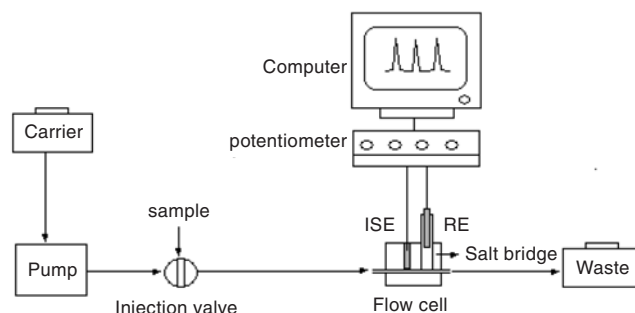 Computer
Carrier
potentiometer
sample
ISE
RE
Salt bridge
Pump
Waste
Injection valve
Flow cell